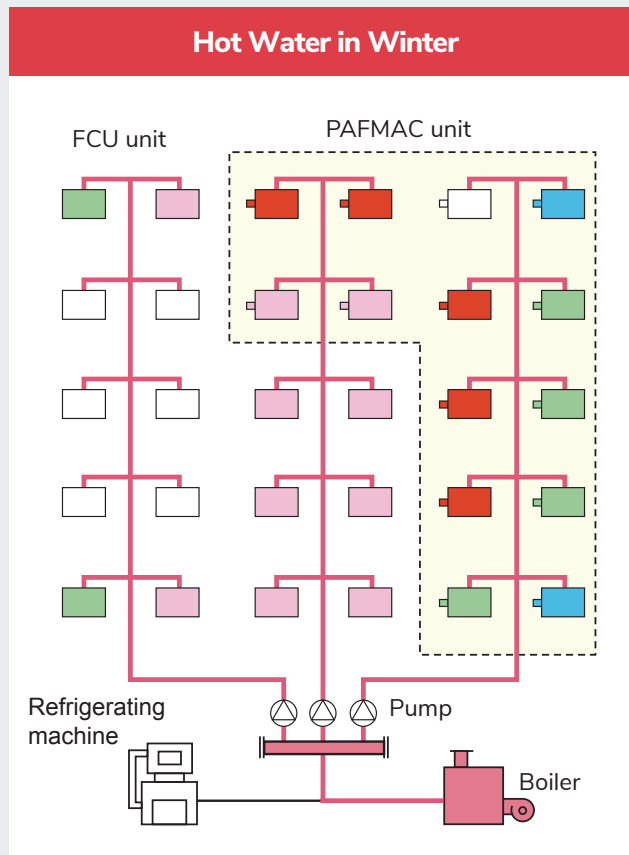 Hot Water in Winter
FCU unit
PAFMAC unit
Pump
Refrigerating
machine
Boiler